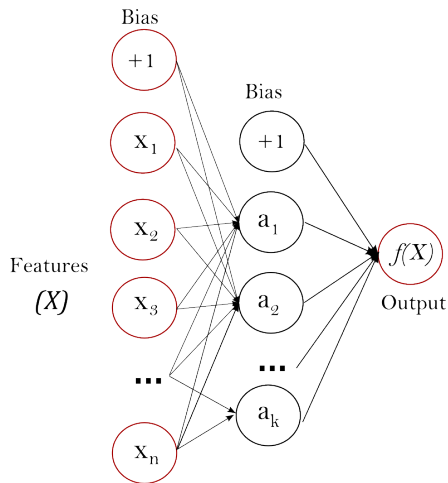 Bias
+1
x1
x2
Features
(X)
x3
...
xn
Bias
+1
a1
a2
...
ak
f(X)
Output